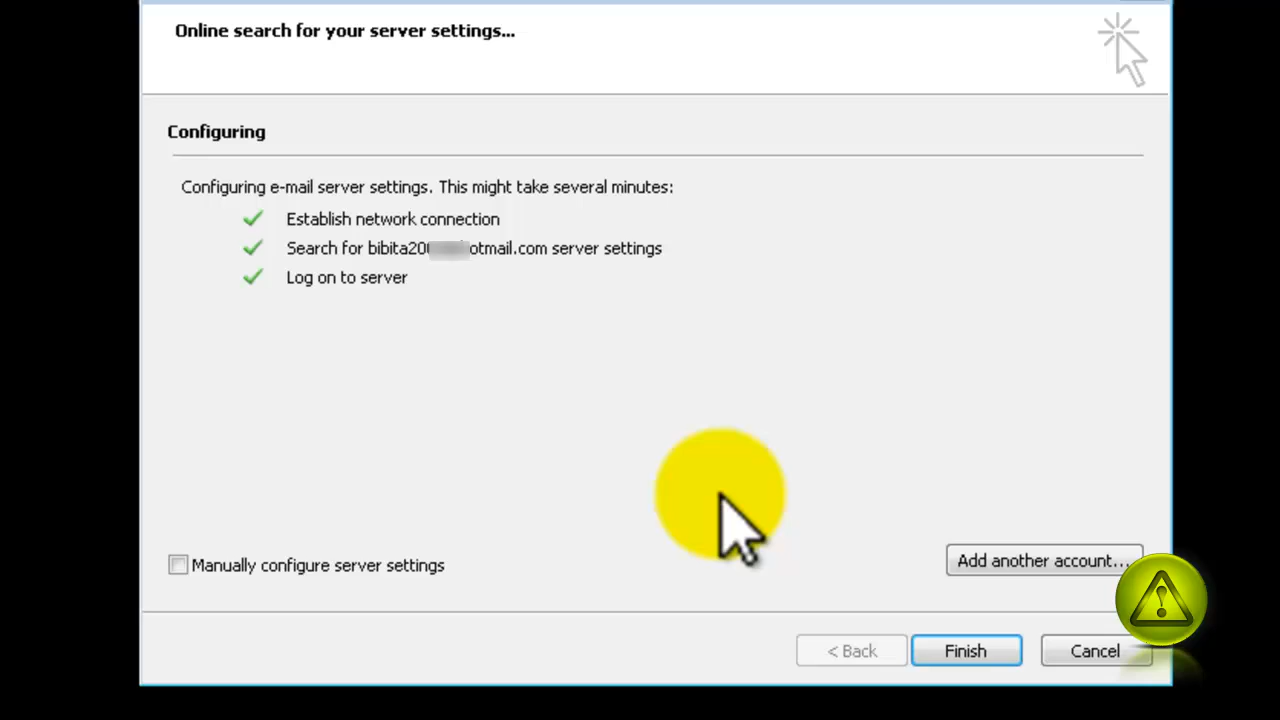 Online search for your server settings...
Configuring
Configuring e-mail server settings. This might take several minutes:
Establish network connection
Search for bibita20 otmail.com server settings
Log on to server
Manually configure server settings
Add another account...
< Back
Finish
Cancel